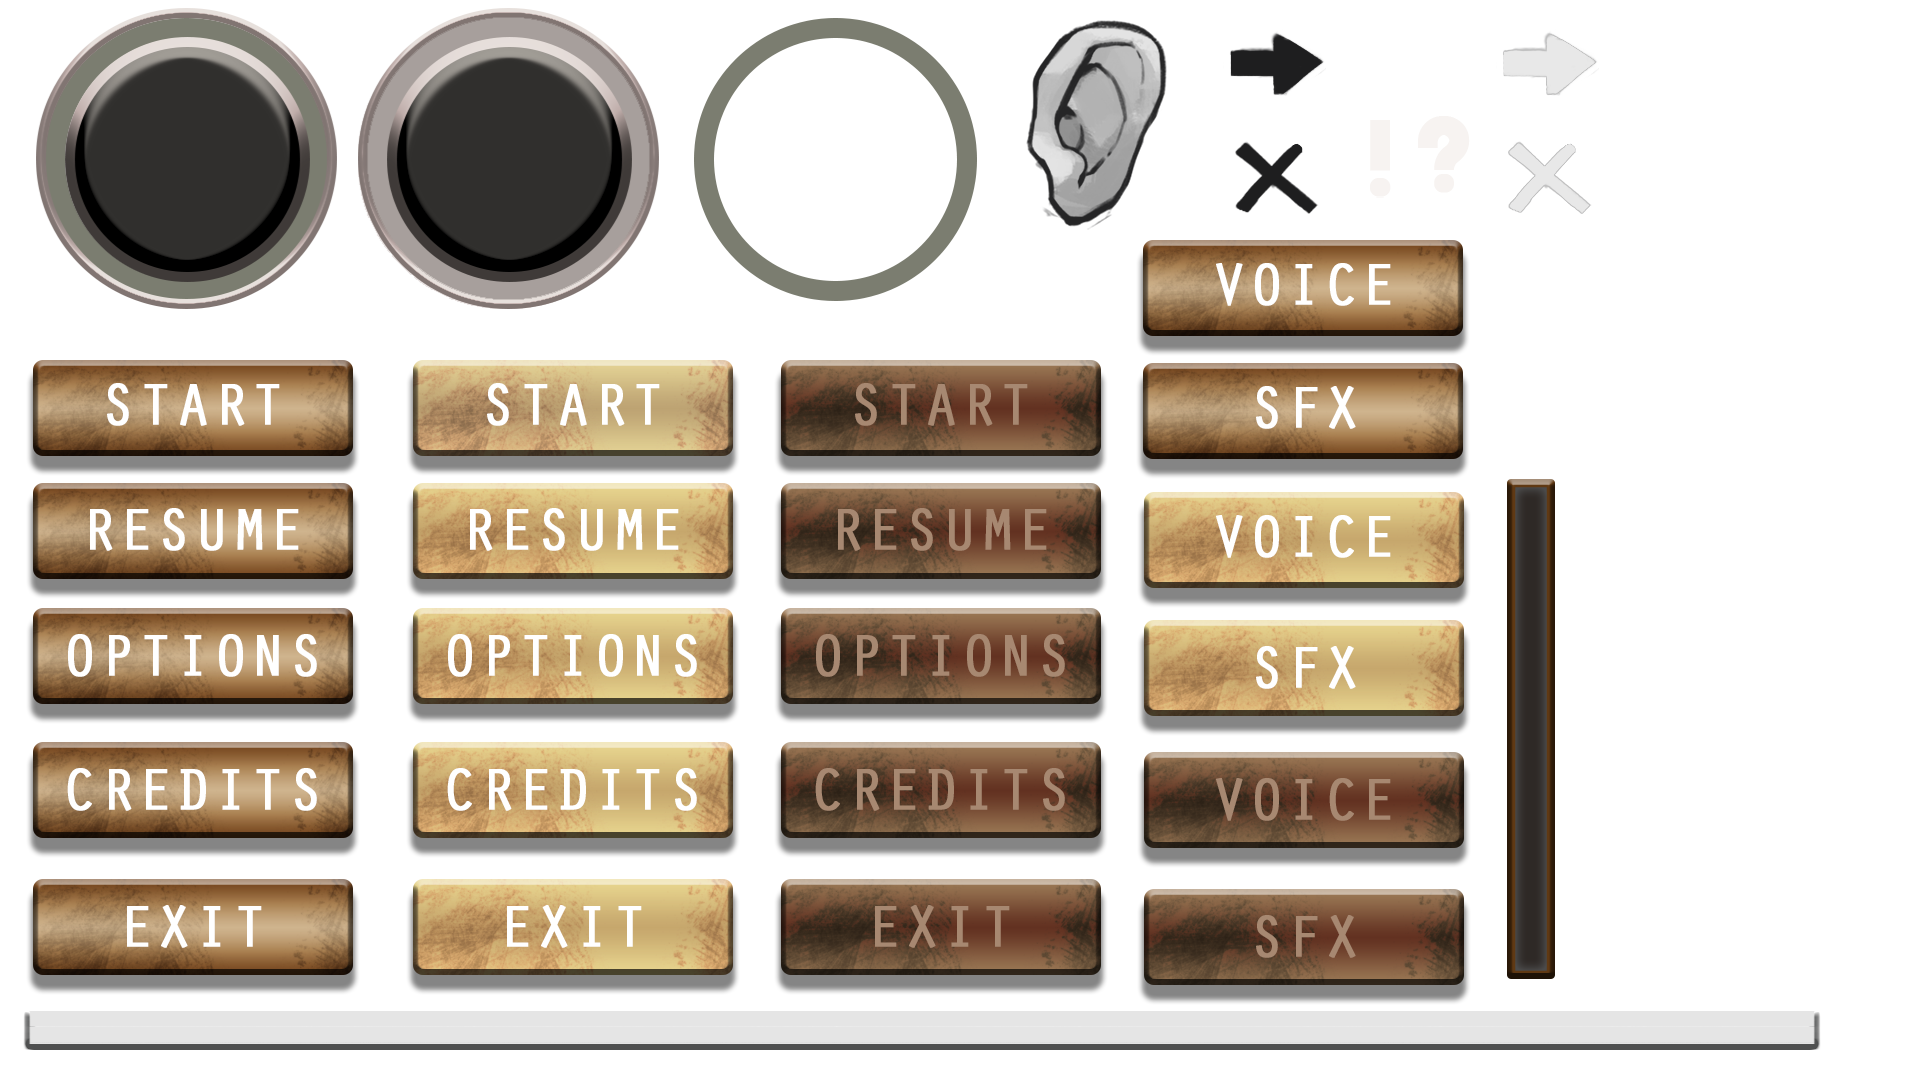 ! ?
VOICE
START START START SFX
RESUME RESUME RESUME VOICE
OPTIONS OPTIONS OPTIONS SFX
CREDITS CREDITS CREDITS VOICE
EXIT EXIT EXIT SFX